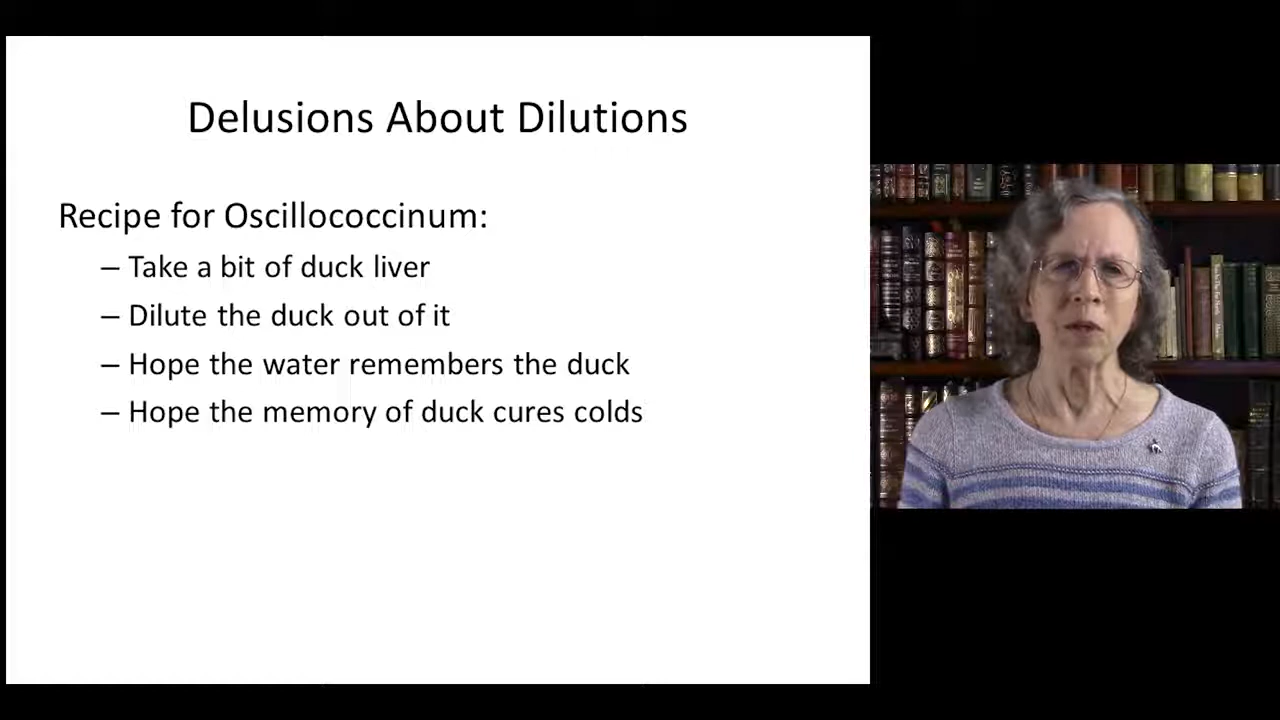 Delusions About Dilutions
Recipe for Oscillococcinum:
– Take a bit of duck liver
– Dilute the duck out of it
– Hope the water remembers the duck
– Hope the memory of duck cures colds